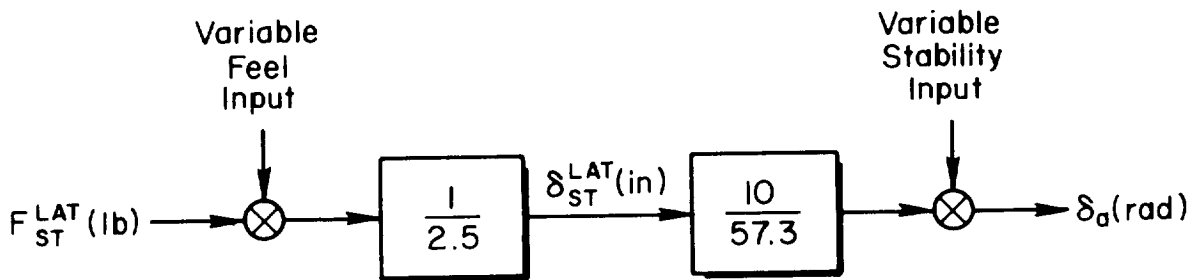 Variable
Feel
Input
Variable
Stability
Input
F_ST^LAT (lb)
1
2.5
δ_ST^LAT (in)
10
57.3
δ_a (rad)